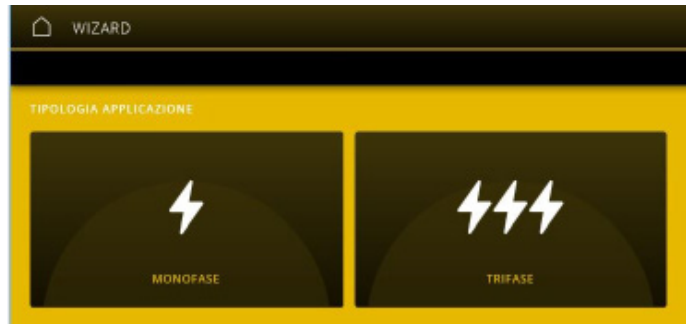 WIZARD
TIPOLOGIA APPLICAZIONE
MONOFASE
TRIFASE